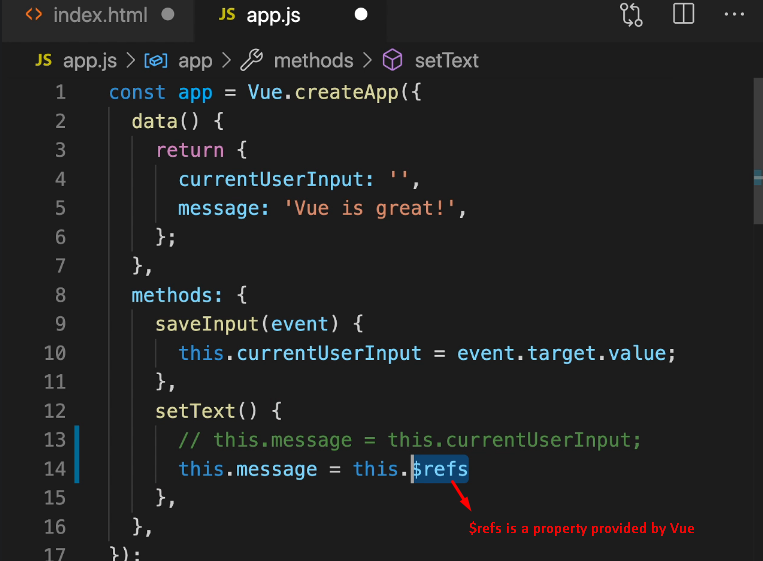 <> index.html ●
JS app.js ●
JS app.js > app > methods > setText
1 const app = Vue.createApp({
2 data() {
3 return {
4 currentUserInput: '',
5 message: 'Vue is great!',
6 };
7 },
8 methods: {
9 saveInput(event) {
10 this.currentUserInput = event.target.value;
11 },
12 setText() {
13 // this.message = this.currentUserInput;
14 this.message = this.$refs
15 },
$refs is a property provided by Vue
16 },
17 });